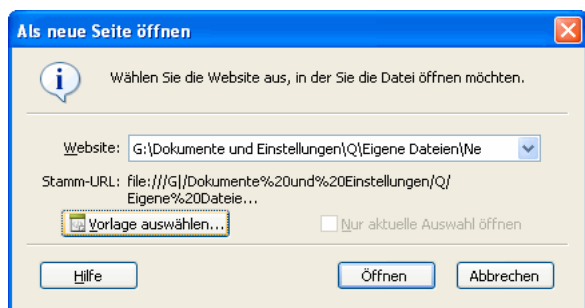 Als neue Seite öffnen
Wählen Sie die Website aus, in der Sie die Datei öffnen möchten.
Website: G:\Dokumente und Einstellungen\Q\Eigene Dateien\Ne
Stamm-URL: file:///G|/Dokumente%20und%20Einstellungen/Q/
Eigene%20Dateie...
Vorlage auswählen... Nur aktuelle Auswahl öffnen
Hilfe Öffnen Abbrechen